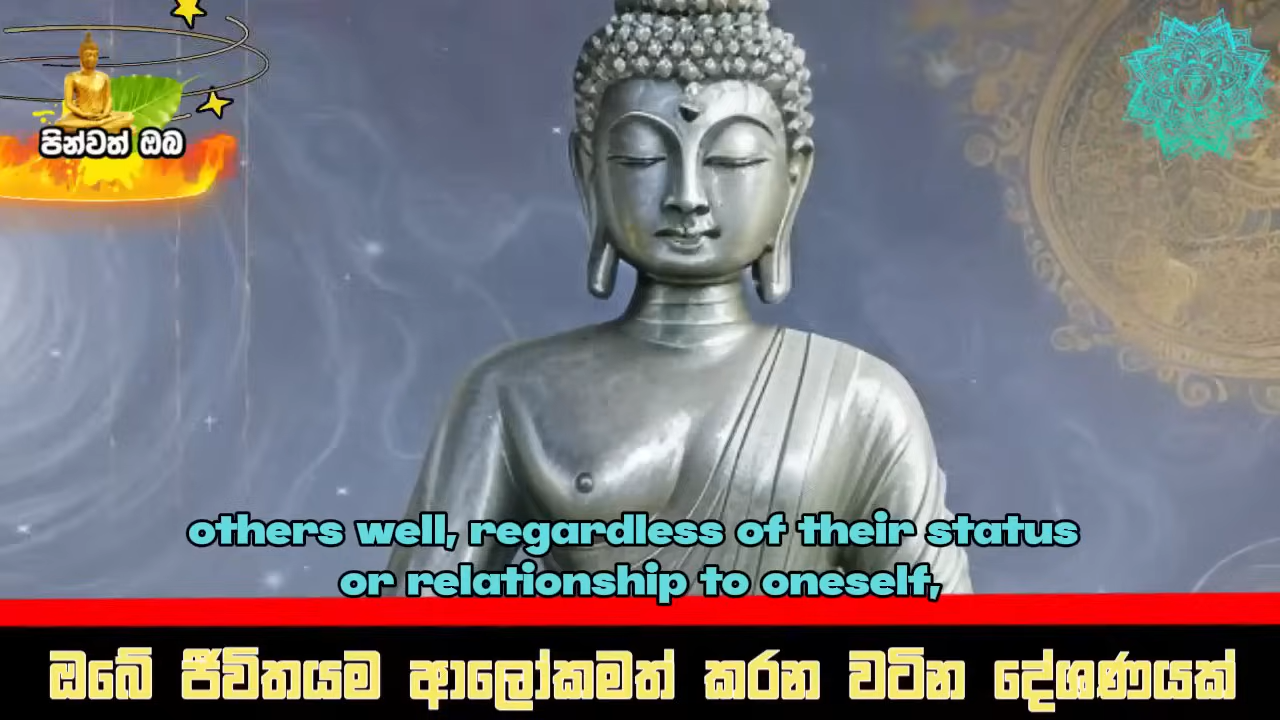 පින්වත් ඔබ
others well, regardless of their status
or relationship to oneself,
ඔබේ ජීවිතයම ආලෝකමත් කරන වටින දේශණයක්